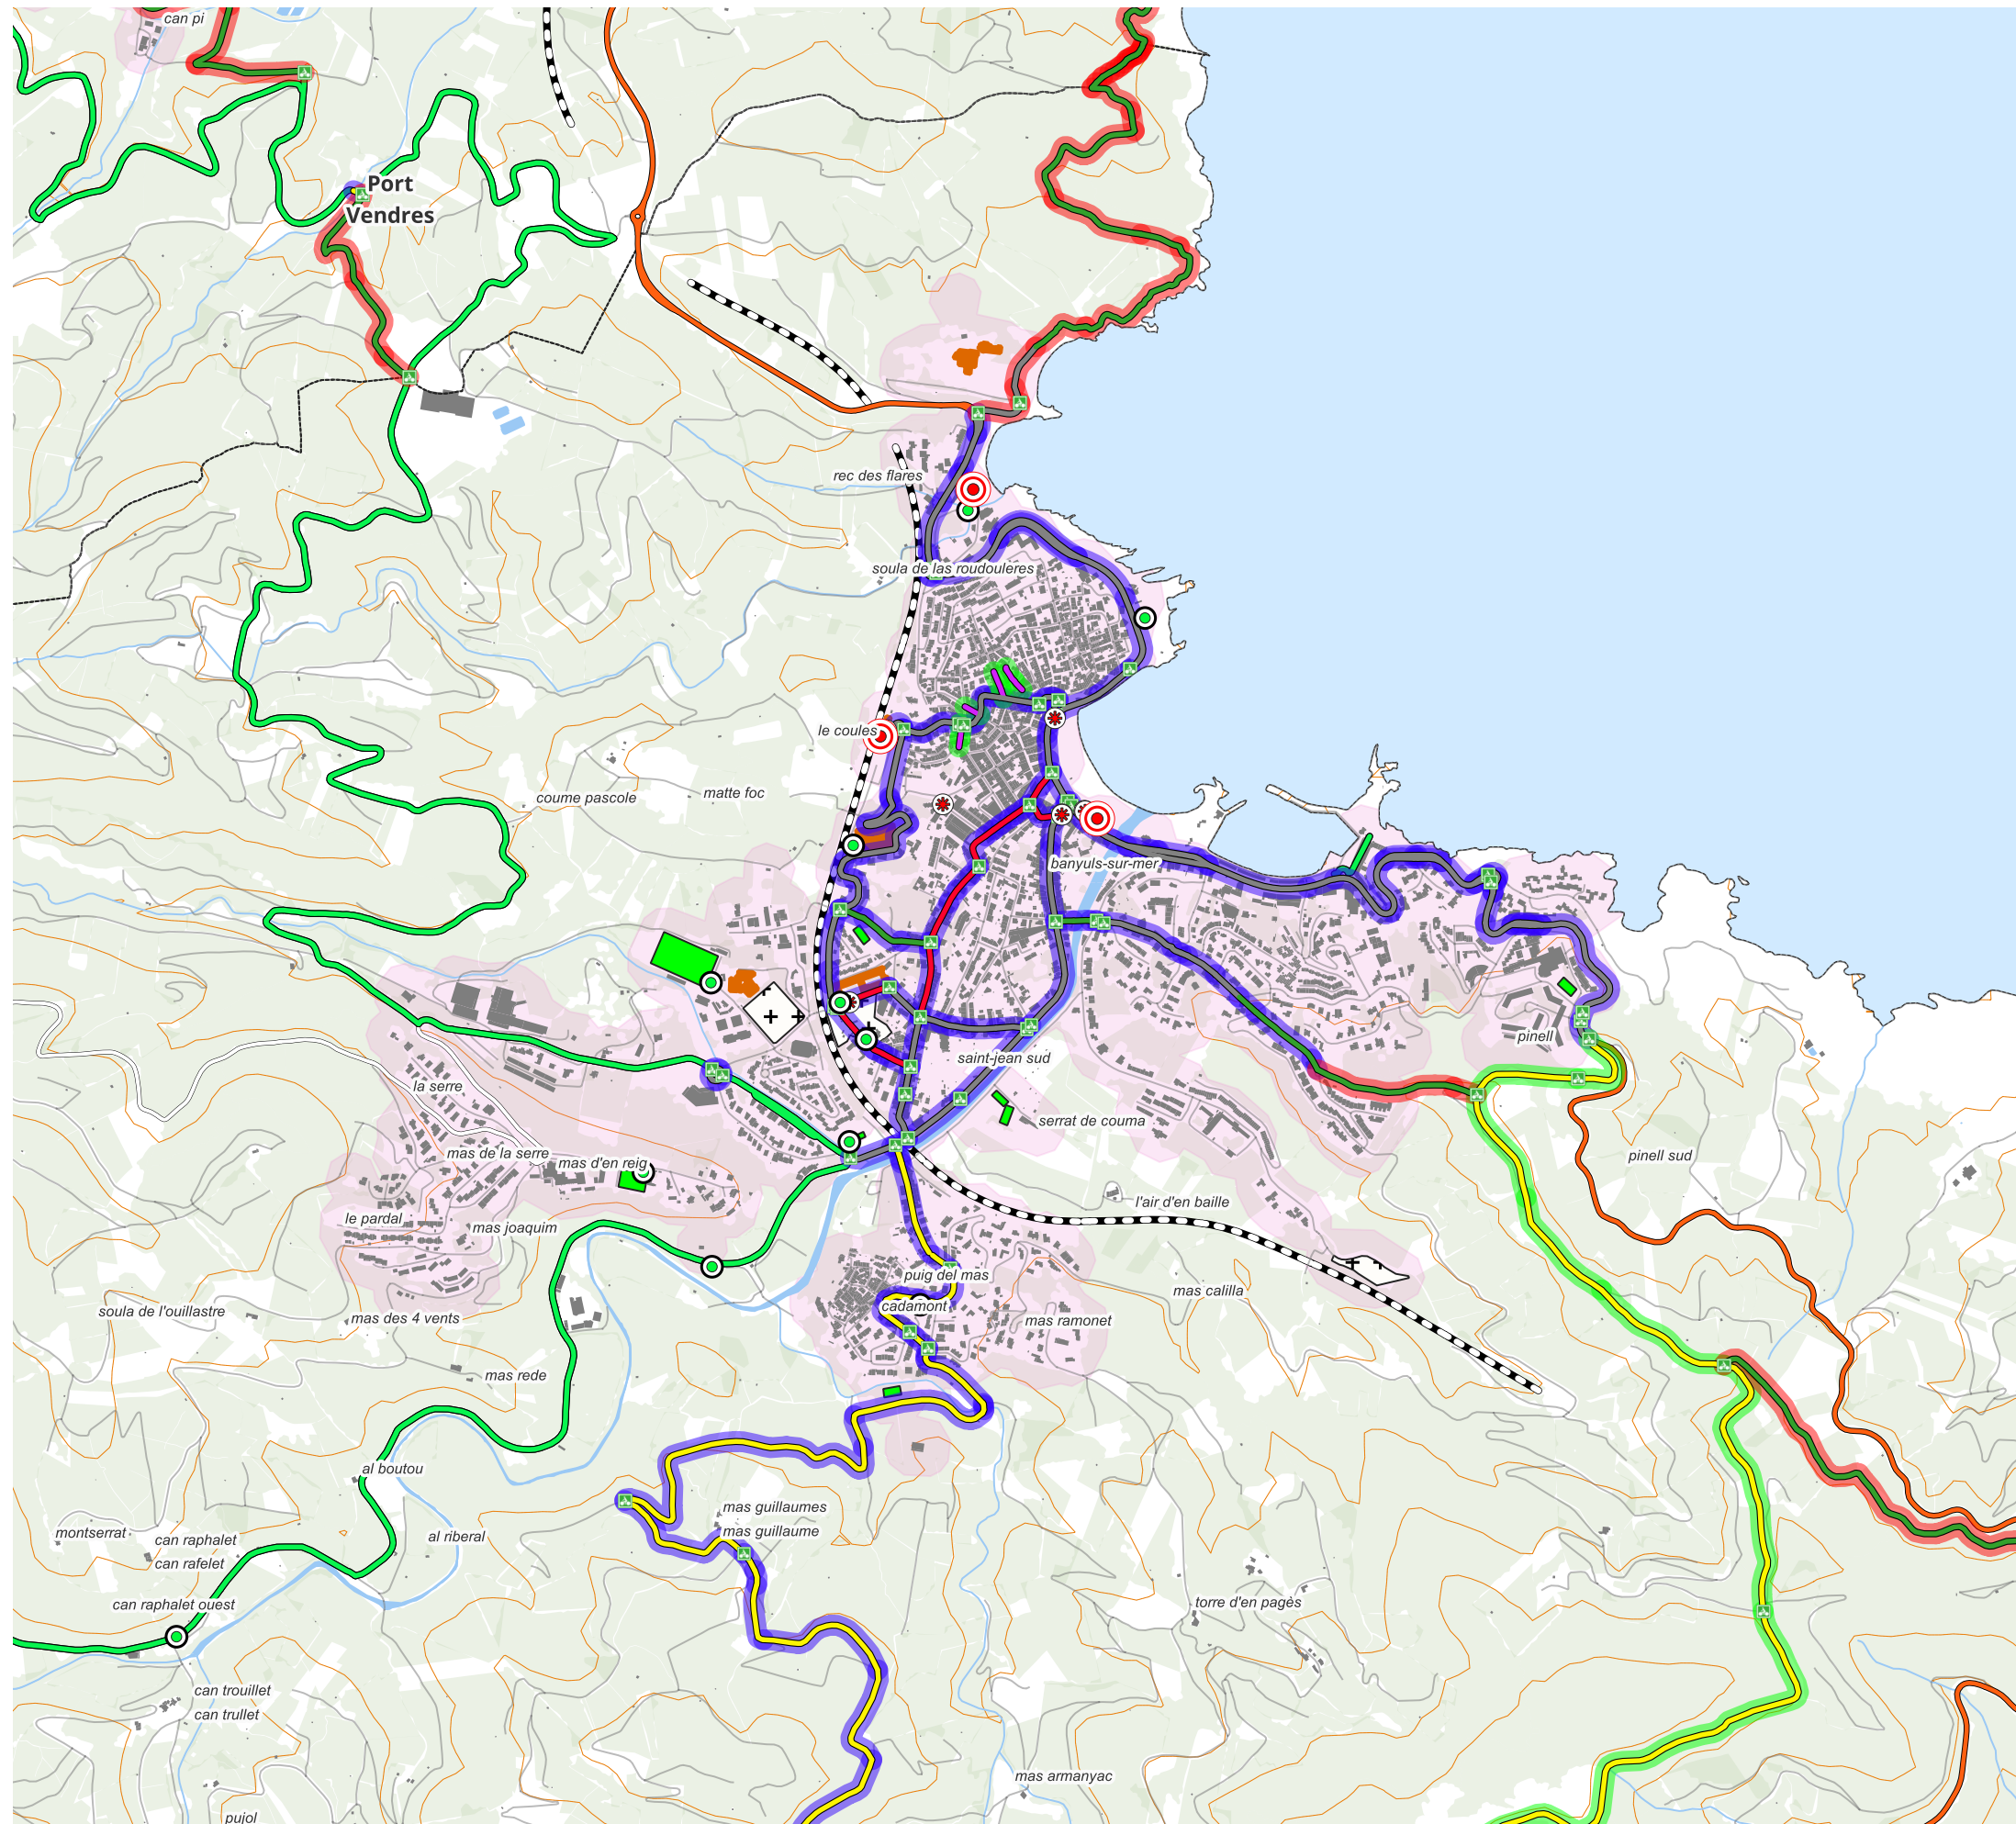 can pi
Port
Vendres
rec des flares
soula de las roudouleres
le coules
coume pascole
matte foc
banyuls-sur-mer
pinell
saint-jean sud
la serre
serrat de couma
mas de la serre
mas d'en reig
pinell sud
l'air d'en baille
le pardal
mas joaquim
puig del mas
mas calilla
soula de l'ouillastre
cadamont
mas des 4 vents
mas ramonet
mas rede
al boutou
mas guillaumes
montserrat
can raphalet
al riberal
mas guillaume
can rafelet
can raphalet ouest
torre d'en pagès
can trouillet
can trullet
mas armanyac
pujol